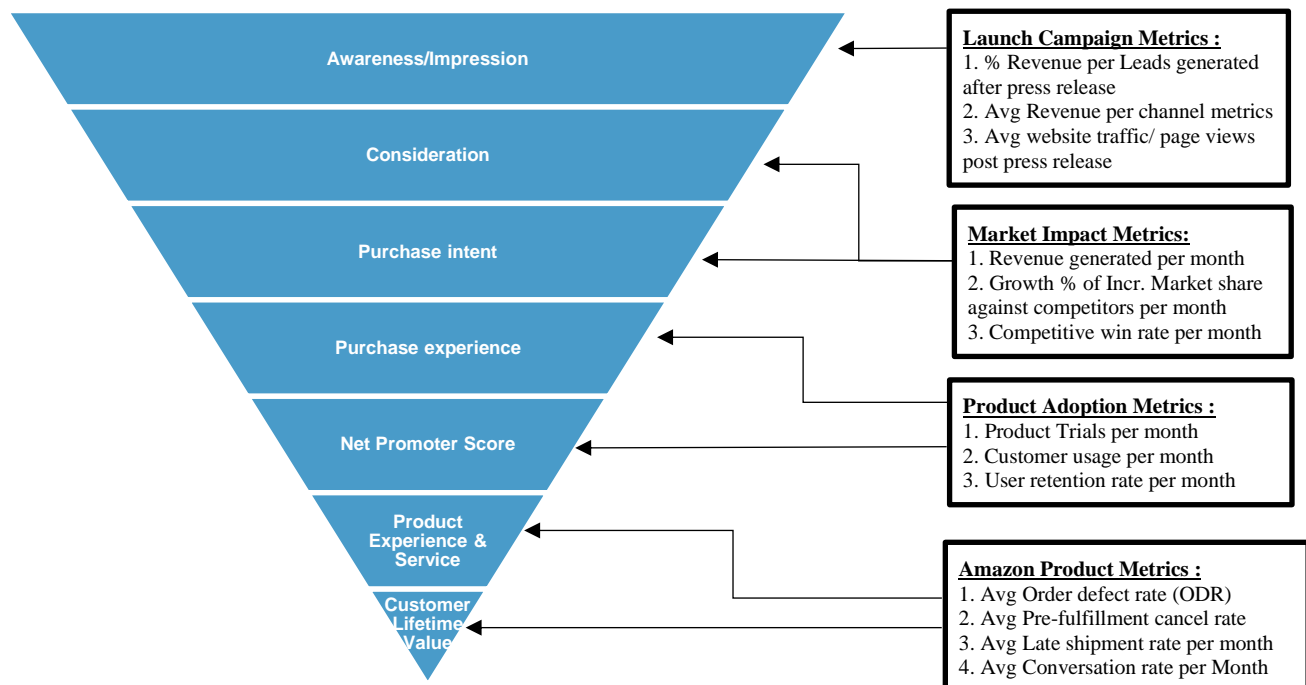 Awareness/Impression
Consideration
Purchase intent
Purchase experience
Net Promoter Score
Product
Experience &
Service
Customer
Lifetime
Value
Launch Campaign Metrics :
1. % Revenue per Leads generated
after press release
2. Avg Revenue per channel metrics
3. Avg website traffic/ page views
post press release
Market Impact Metrics:
1. Revenue generated per month
2. Growth % of Incr. Market share
against competitors per month
3. Competitive win rate per month
Product Adoption Metrics :
1. Product Trials per month
2. Customer usage per month
3. User retention rate per month
Amazon Product Metrics :
1. Avg Order defect rate (ODR)
2. Avg Pre-fulfillment cancel rate
3. Avg Late shipment rate per month
4. Avg Conversation rate per Month